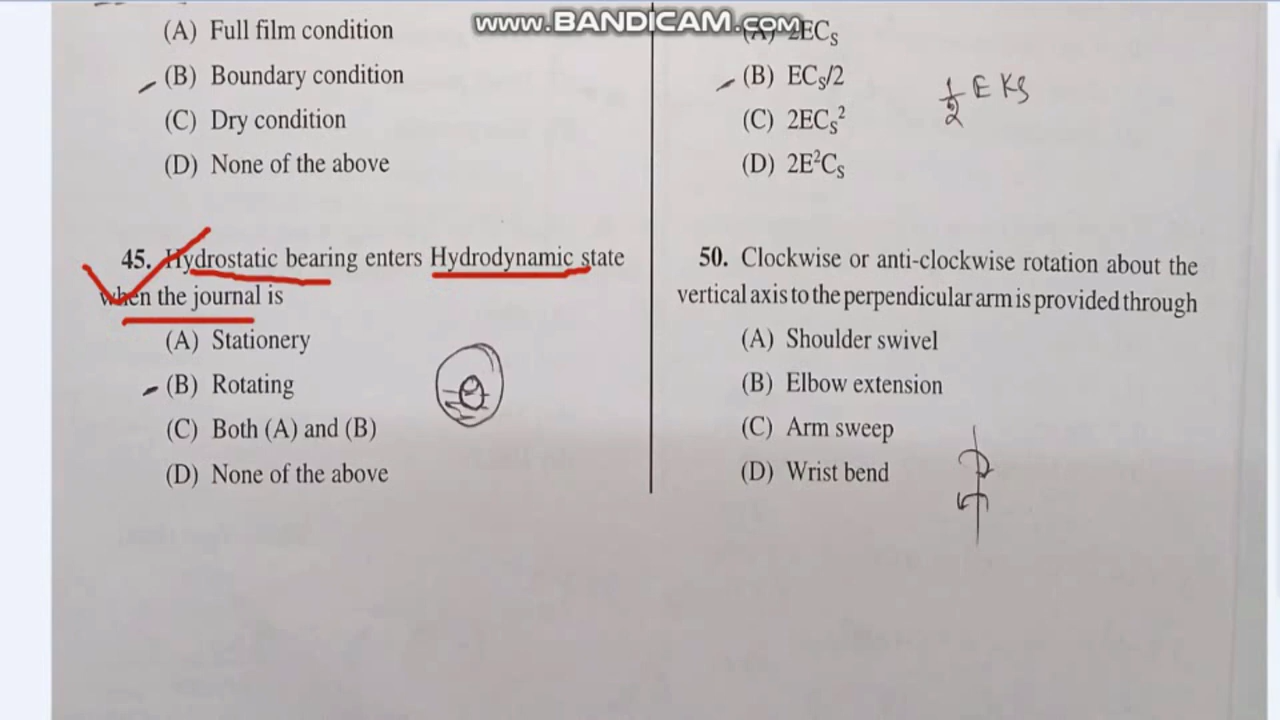 www.BANDICAM.com
(A) Full film condition
(B) Boundary condition
(C) Dry condition
(D) None of the above
45. Hydrostatic bearing enters Hydrodynamic state
when the journal is
(A) Stationery
(B) Rotating
(C) Both (A) and (B)
(D) None of the above
(A) 2ECₛ
(B) ECₛ/2
(C) 2ECₛ²
(D) 2E²Cₛ
½ E KS
50. Clockwise or anti-clockwise rotation about the
vertical axis to the perpendicular arm is provided through
(A) Shoulder swivel
(B) Elbow extension
(C) Arm sweep
(D) Wrist bend